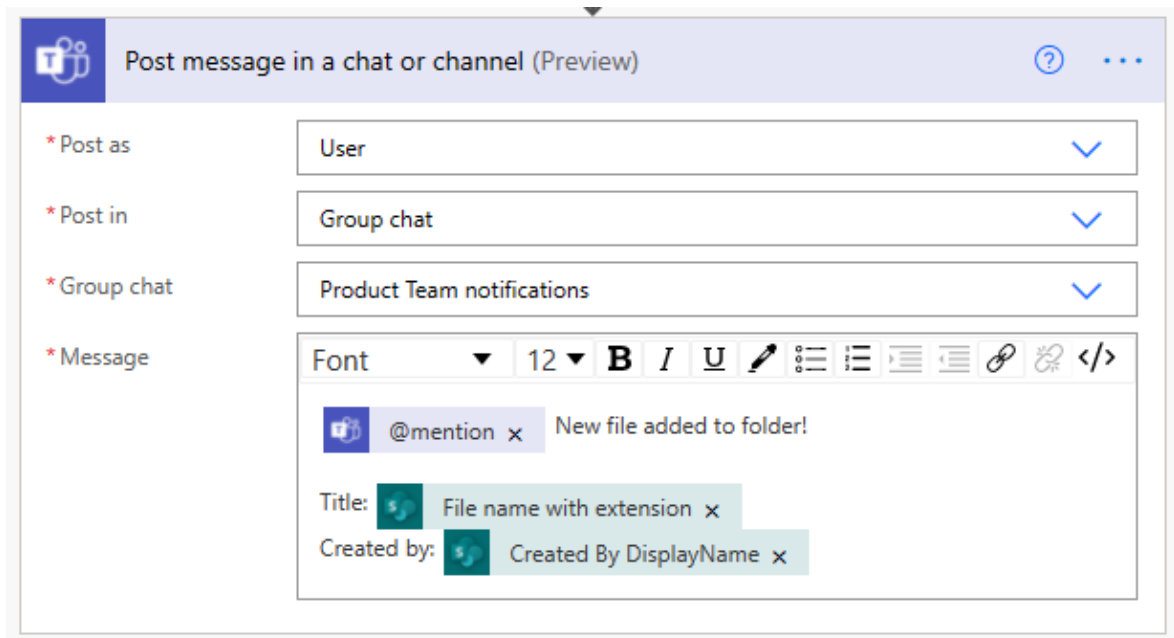 Post message in a chat or channel (Preview)
* Post as
User
* Post in
Group chat
* Group chat
Product Team notifications
* Message
Font 12 B I U </>
@mention × New file added to folder!
Title: File name with extension ×
Created by: Created By DisplayName ×